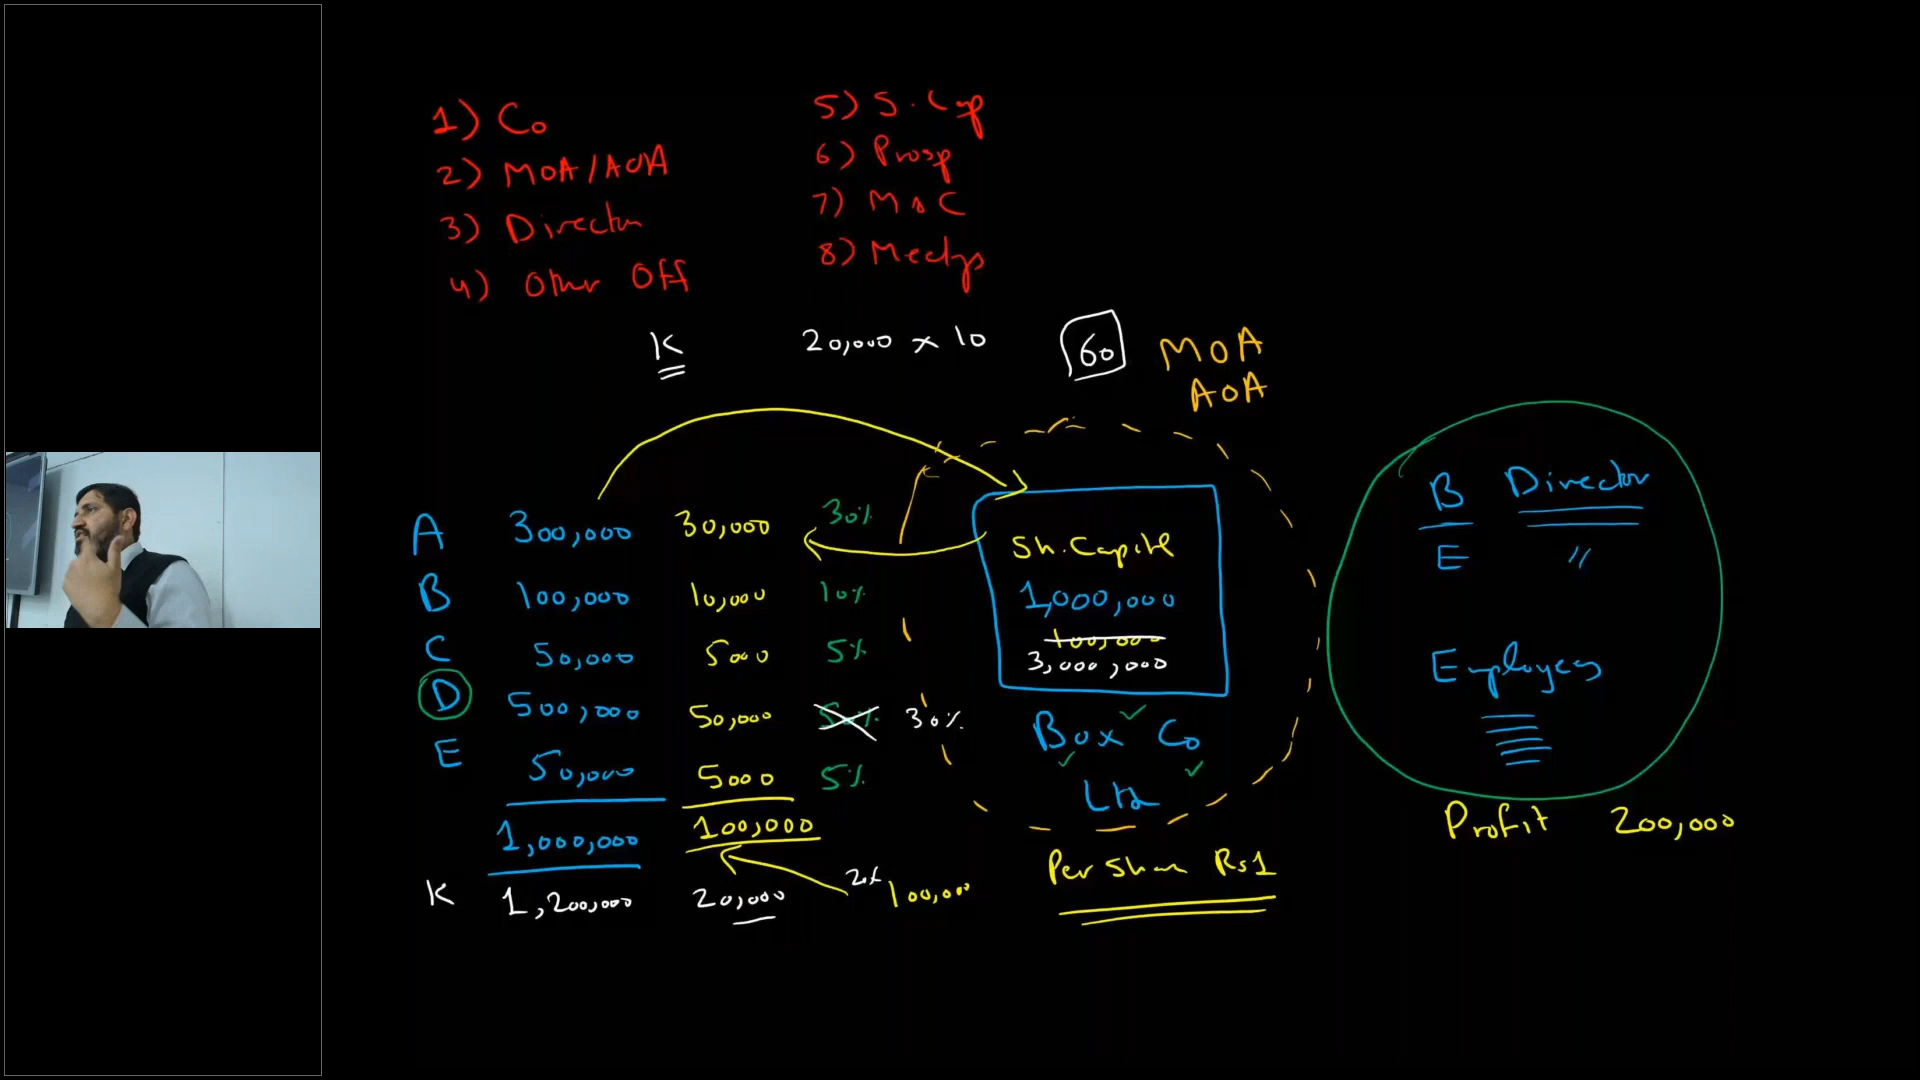 1) Co
2) MOA/AOA
3) Director
4) Other Off
5) S. Cap
6) Prosp
7) M&C
8) Meetgs
K 20,000 x 10 60 MOA
AOA
A 300,000 30,000 30%
B 100,000 10,000 10%
C 50,000 5000 5%
D 500,000 50,000 50% 30%
E 50,000 5000 5%
1,000,000 100,000
K 1,200,000 20,000 100,000
Sh. Capital
1,000,000
100,000
3,000,000
Box Co
Ltd
Per Share Rs1
B Director
E "
Employees
Profit 200,000